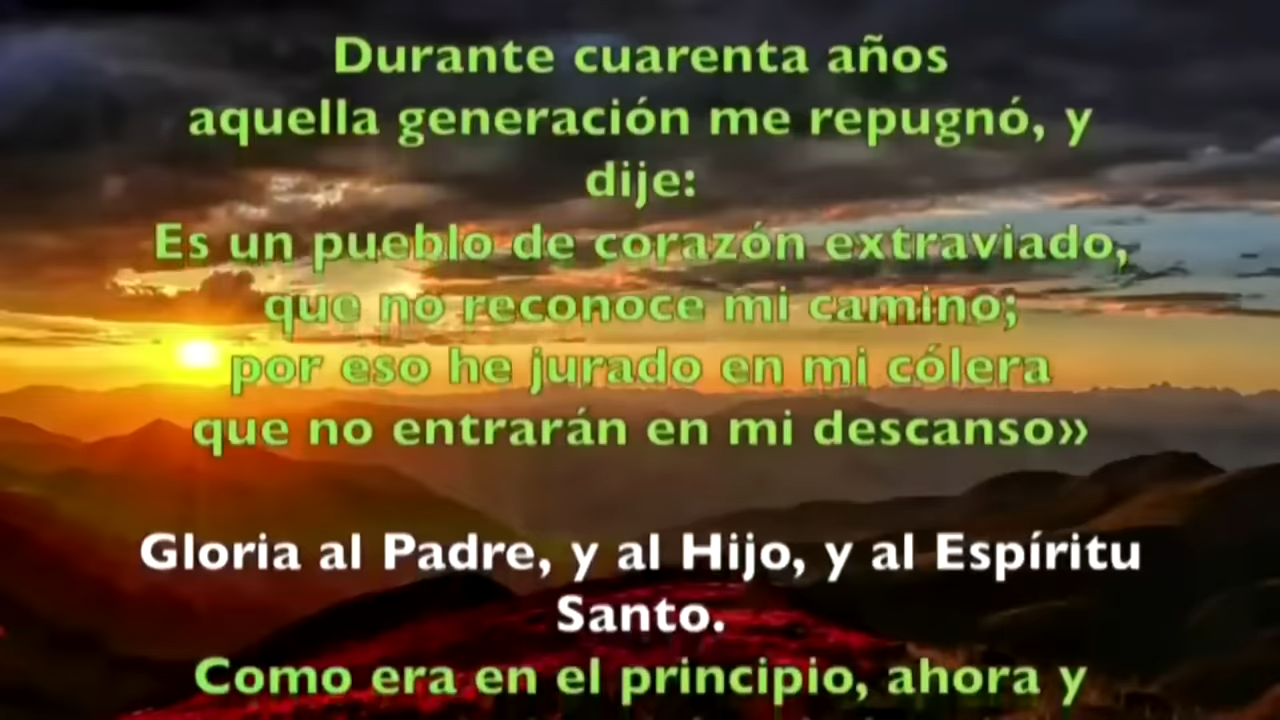 Durante cuarenta años
aquella generación me repugnó, y
dije:
Es un pueblo de corazón extraviado,
que no reconoce mi camino;
por eso he jurado en mi cólera
que no entrarán en mi descanso»
Gloria al Padre, y al Hijo, y al Espíritu
Santo.
Como era en el principio, ahora y